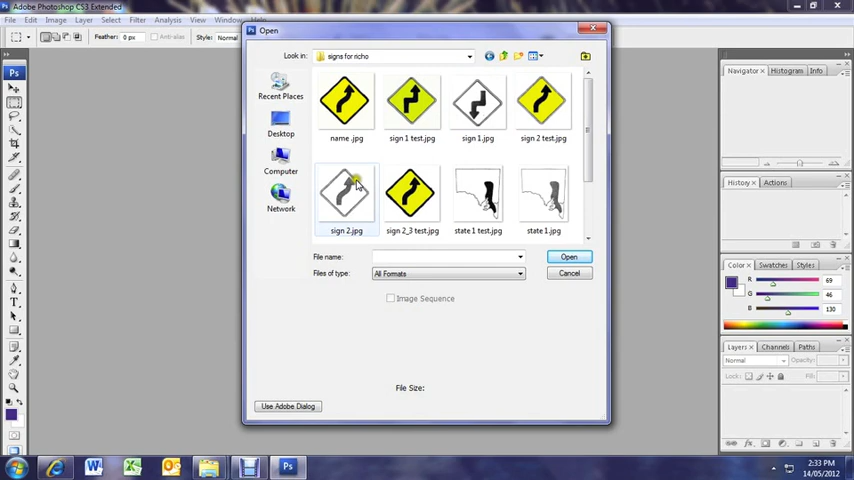 Adobe Photoshop CS3 Extended
File Edit Image Layer Select Filter Analysis View Window Help
Feather: 0 px Anti-alias Style: Normal
Ps
Open
Look in: signs for richo
Recent Places
Desktop
Computer
Network
name .jpg sign 1 test.jpg sign 1.jpg sign 2 test.jpg
sign 2.jpg sign 2_3 test.jpg state 1 test.jpg state 1.jpg
File name: Open
Files of type: All Formats Cancel
Image Sequence
File Size:
Use Adobe Dialog
Navigator Histogram Info
History Actions
Color Swatches Styles
R 69
G 46
B 130
Layers Channels Paths
Normal Opacity:
Lock: Fill:
Ps
2:33 PM
14/05/2012